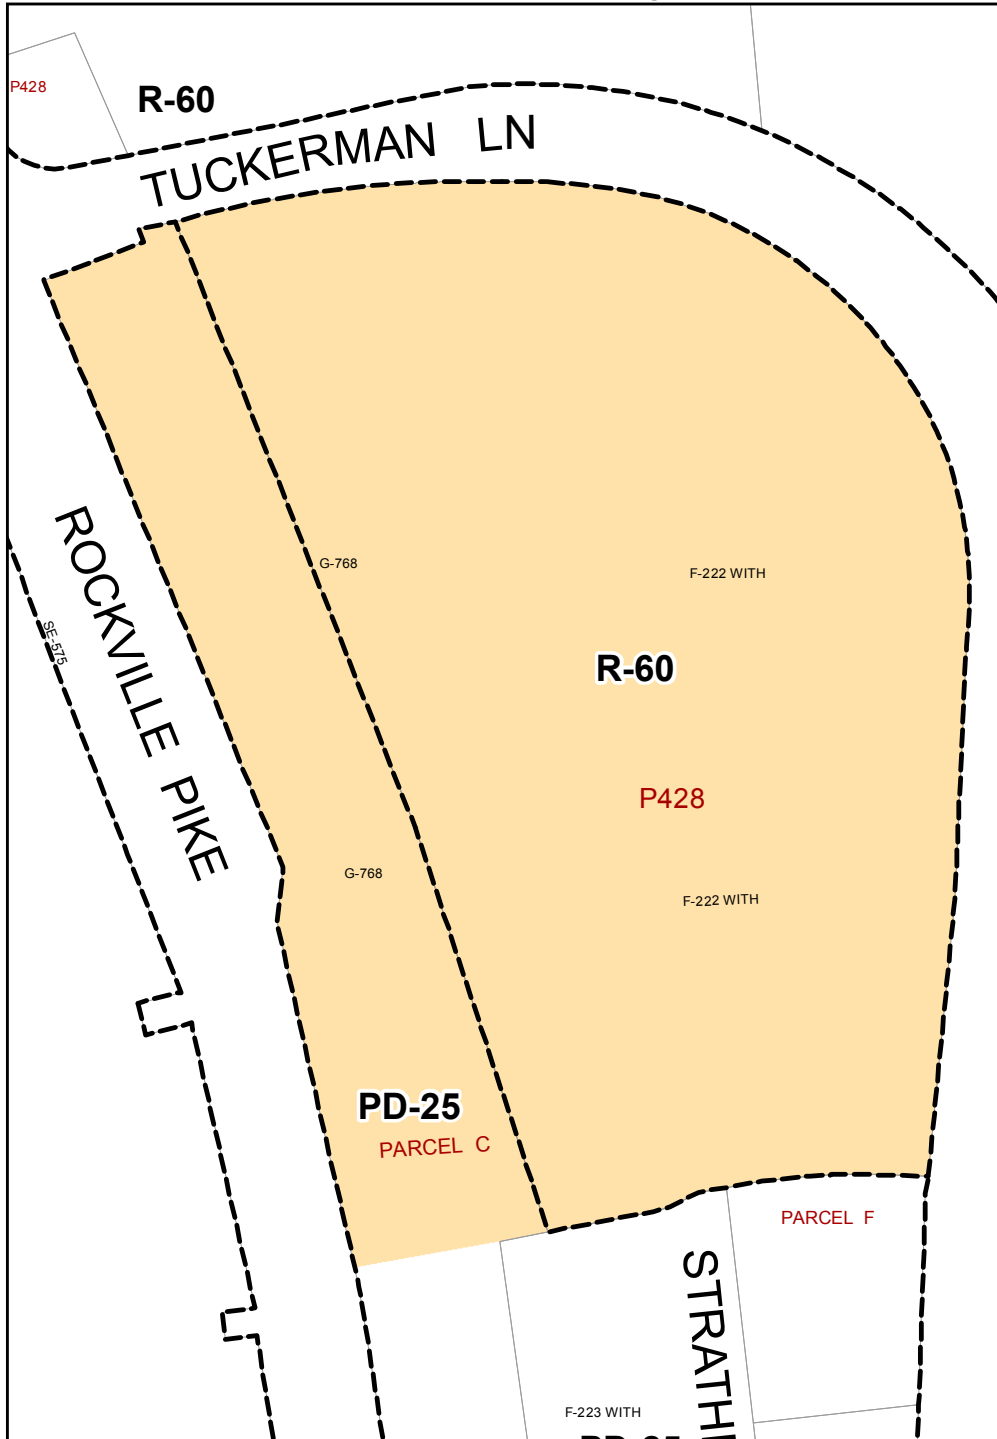 P428
R-60
TUCKERMAN LN
ROCKVILLE PIKE
SE-575
G-768
F-222 WITH
R-60
P428
G-768
F-222 WITH
PD-25
PARCEL C
PARCEL F
F-223 WITH